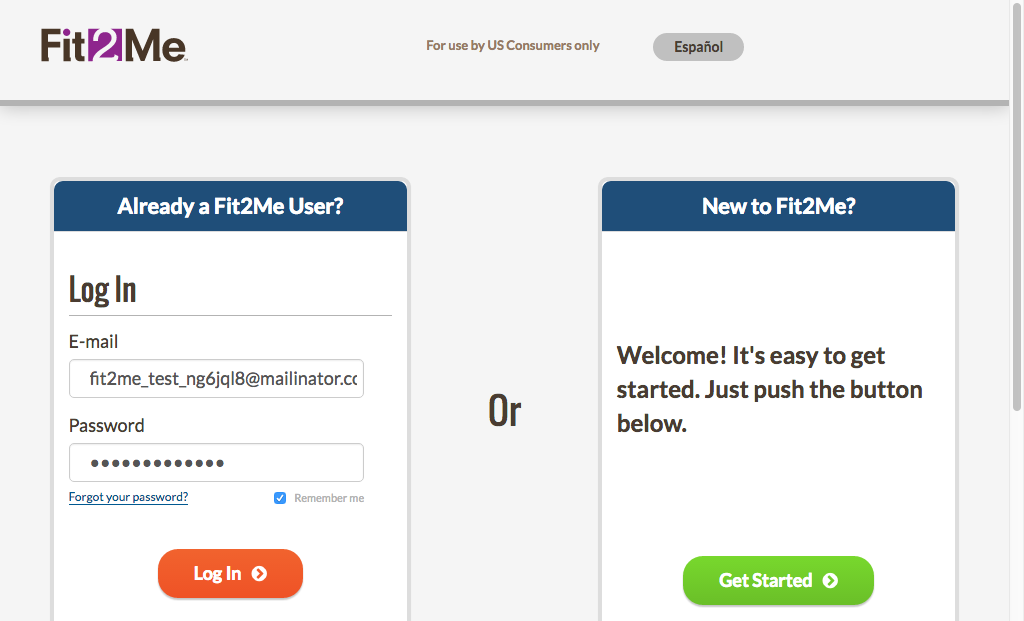 Fit2Me
For use by US Consumers only
Español
Already a Fit2Me User?
Log In
E-mail
fit2me_test_ng6jql8@mailinator.co
Password
•••••••••••••
Forgot your password?
Remember me
Log In
Or
New to Fit2Me?
Welcome! It's easy to get
started. Just push the button
below.
Get Started